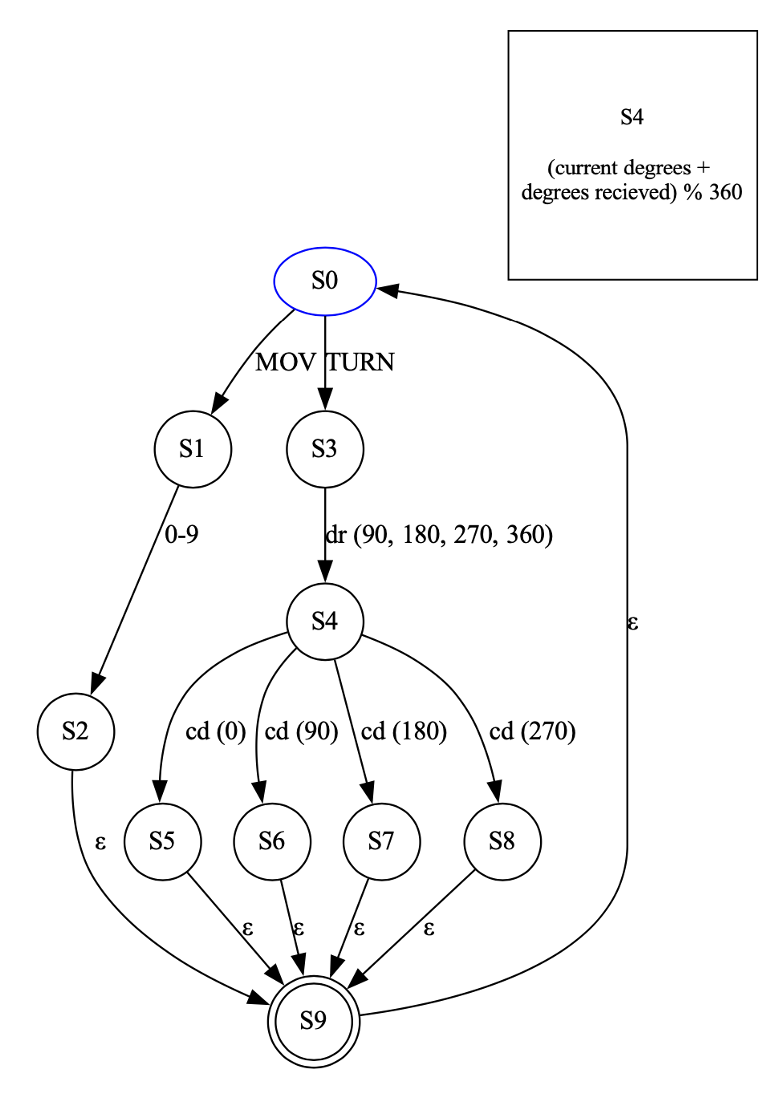 S4
(current degrees +
degrees recieved) % 360
S0
MOV
TURN
S1
S3
0-9
dr (90, 180, 270, 360)
S4
ε
S2
cd (0)
cd (90)
cd (180)
cd (270)
ε
S5
S6
S7
S8
ε
ε
ε
ε
S9